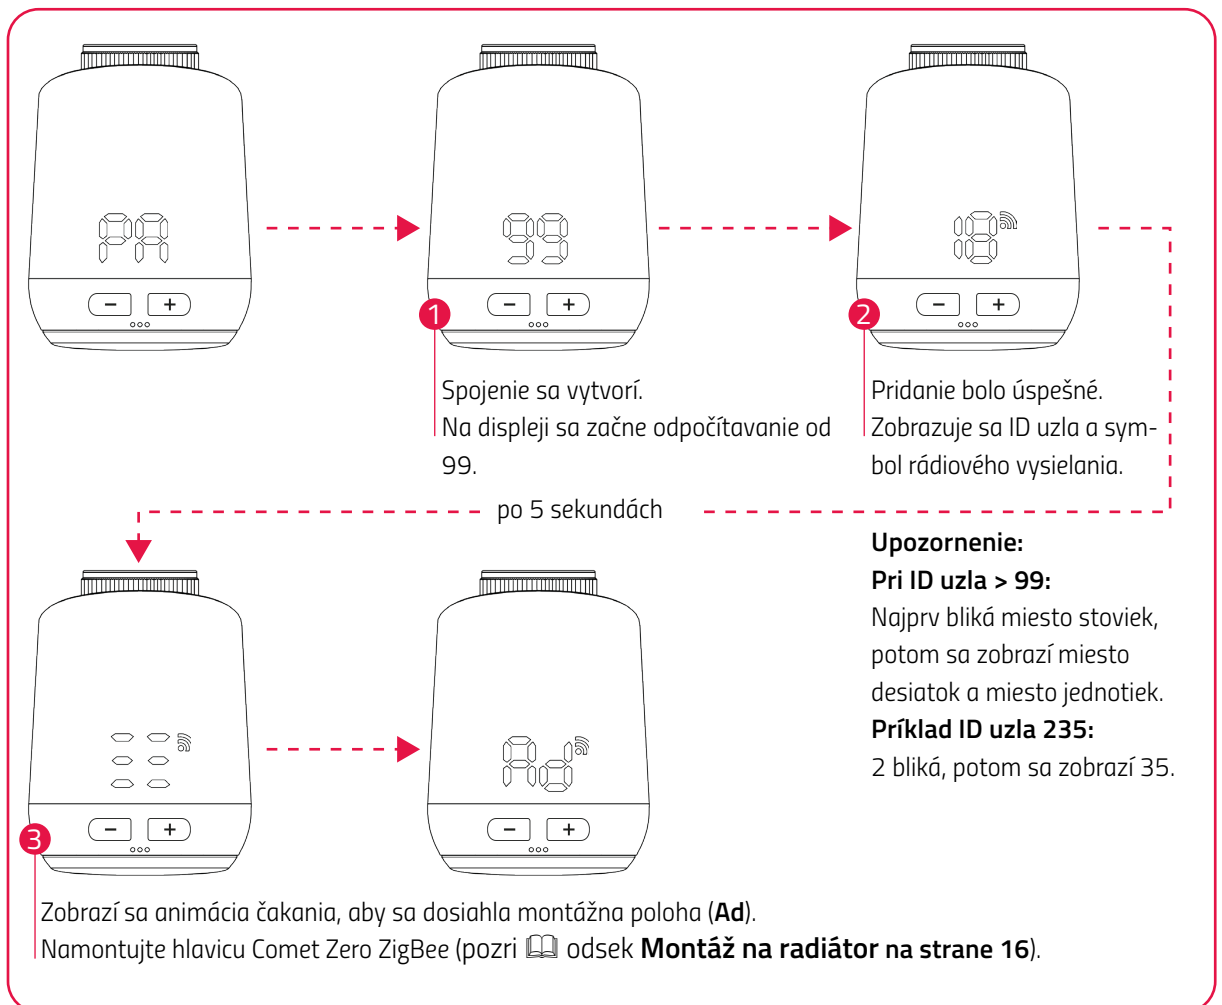 PA
99
18
− +
− +
− +
1
2
Spojenie sa vytvorí.
Na displeji sa začne odpočítavanie od
99.
Pridanie bolo úspešné.
Zobrazuje sa ID uzla a sym-
bol rádiového vysielania.
po 5 sekundách
Upozornenie:
Pri ID uzla > 99:
Najprv bliká miesto stoviek,
potom sa zobrazí miesto
desiatok a miesto jednotiek.
Príklad ID uzla 235:
2 bliká, potom sa zobrazí 35.
Ad
− +
− +
3
Zobrazí sa animácia čakania, aby sa dosiahla montážna poloha (Ad).
Namontujte hlavicu Comet Zero ZigBee (pozri 🕮 odsek Montáž na radiátor na strane 16).